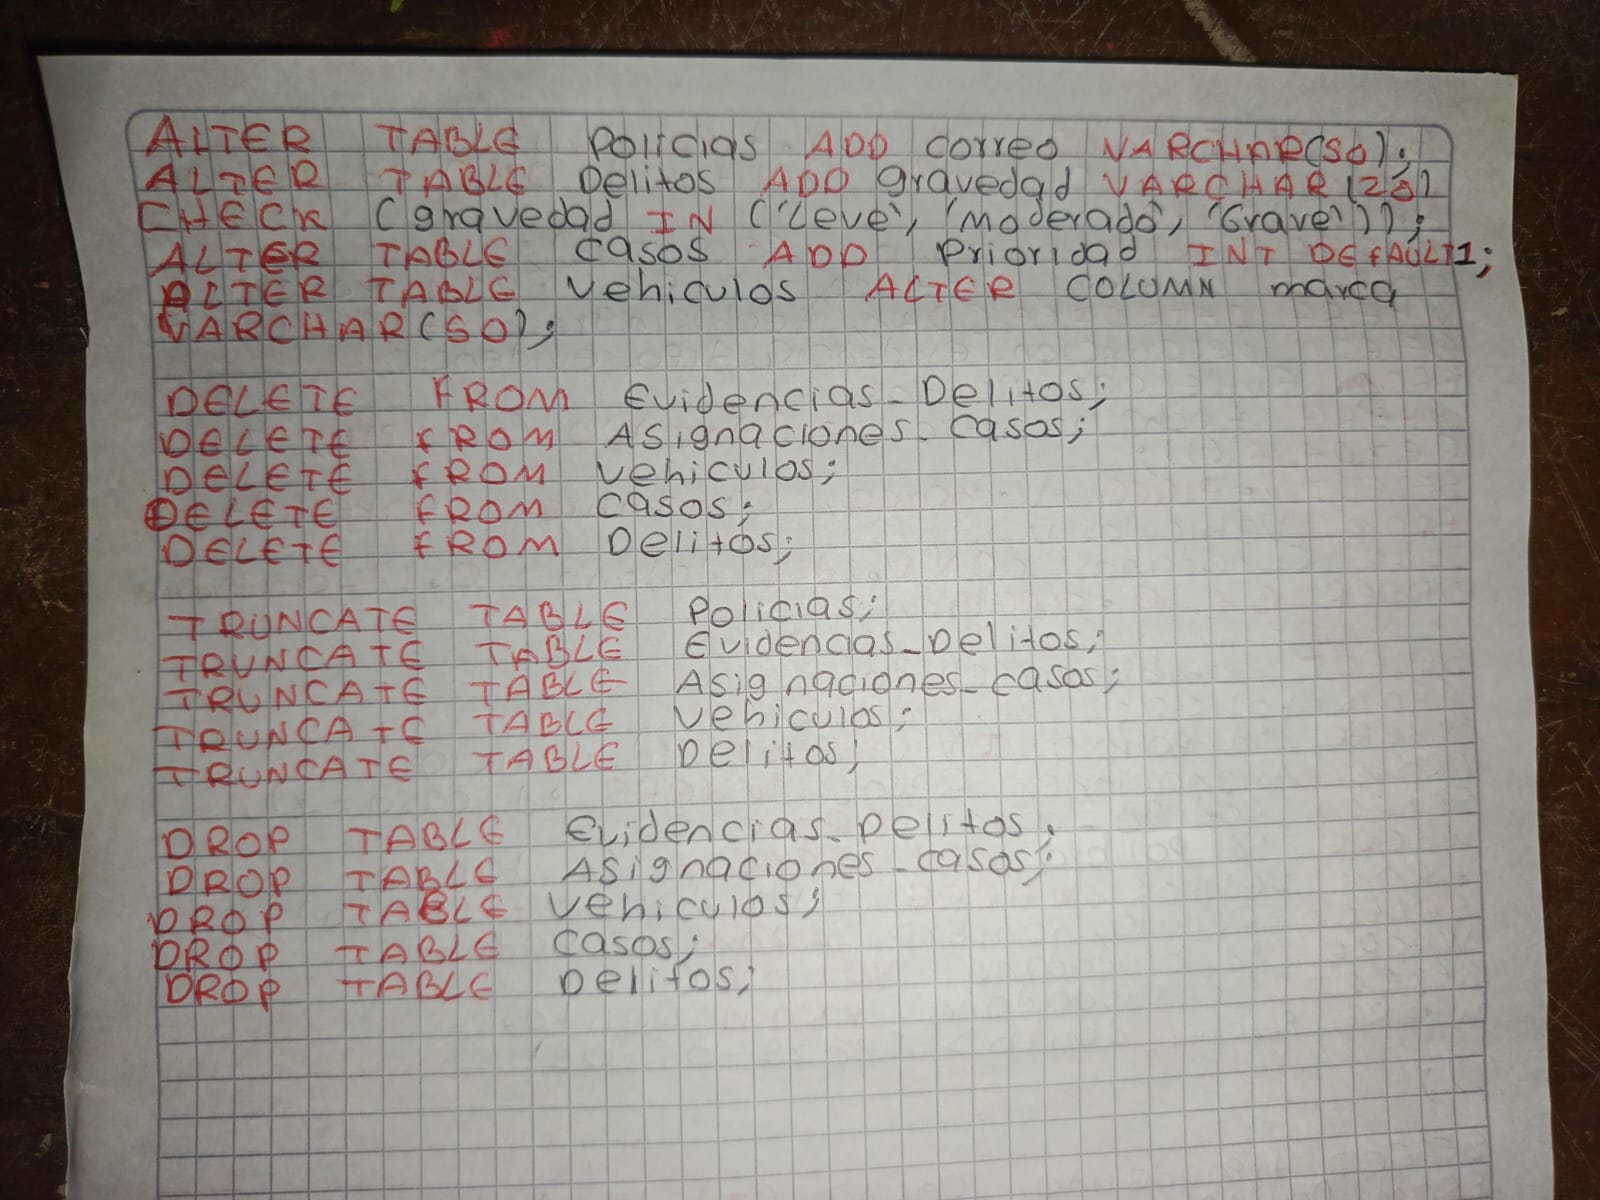 ALTER TABLE Policias ADD correo VARCHAR(50);
ALTER TABLE Delitos ADD gravedad VARCHAR(20)
CHECK (gravedad IN ('Leve', 'Moderado', 'Grave'));
ALTER TABLE Casos ADD Prioridad INT DEFAULT 1;
ALTER TABLE Vehiculos ALTER COLUMN marca
VARCHAR(50);
DELETE FROM Evidencias_Delitos;
DELETE FROM Asignaciones_Casos;
DELETE FROM Vehiculos;
DELETE FROM Casos;
DELETE FROM Delitos;
TRUNCATE TABLE Policias;
TRUNCATE TABLE Evidencias_Delitos;
TRUNCATE TABLE Asignaciones_casos;
TRUNCATE TABLE Vehiculos;
TRUNCATE TABLE Delitos;
DROP TABLE Evidencias_Delitos;
DROP TABLE Asignaciones_casos;
DROP TABLE Vehiculos;
DROP TABLE Casos;
DROP TABLE Delitos;